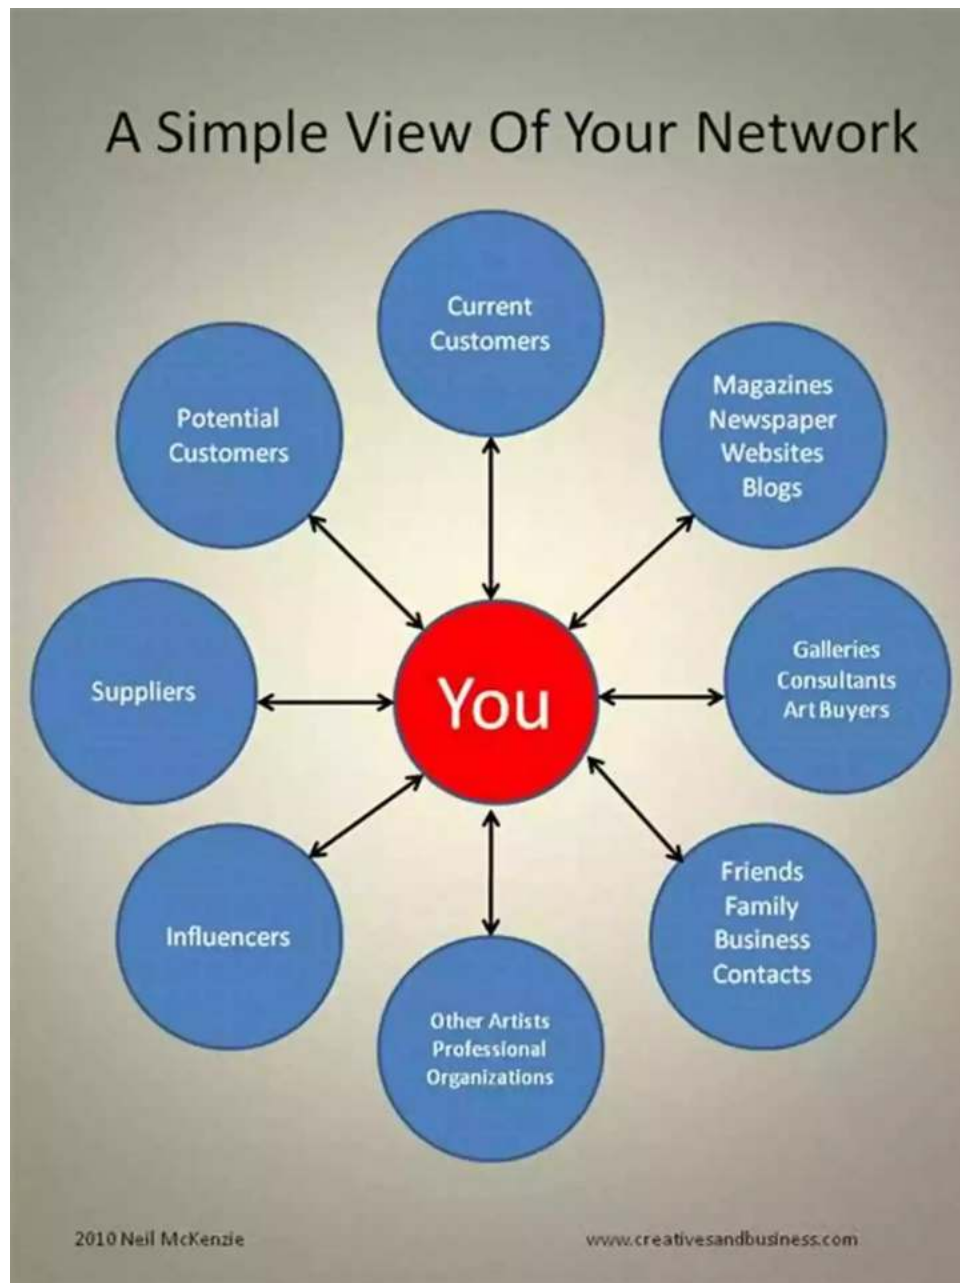 A Simple View Of Your Network
Current
Customers
Magazines
Newspaper
Websites
Blogs
Galleries
Consultants
Art Buyers
Friends
Family
Business
Contacts
Other Artists
Professional
Organizations
Influencers
Suppliers
Potential
Customers
You
2010 Neil McKenzie
www.creativesandbusiness.com